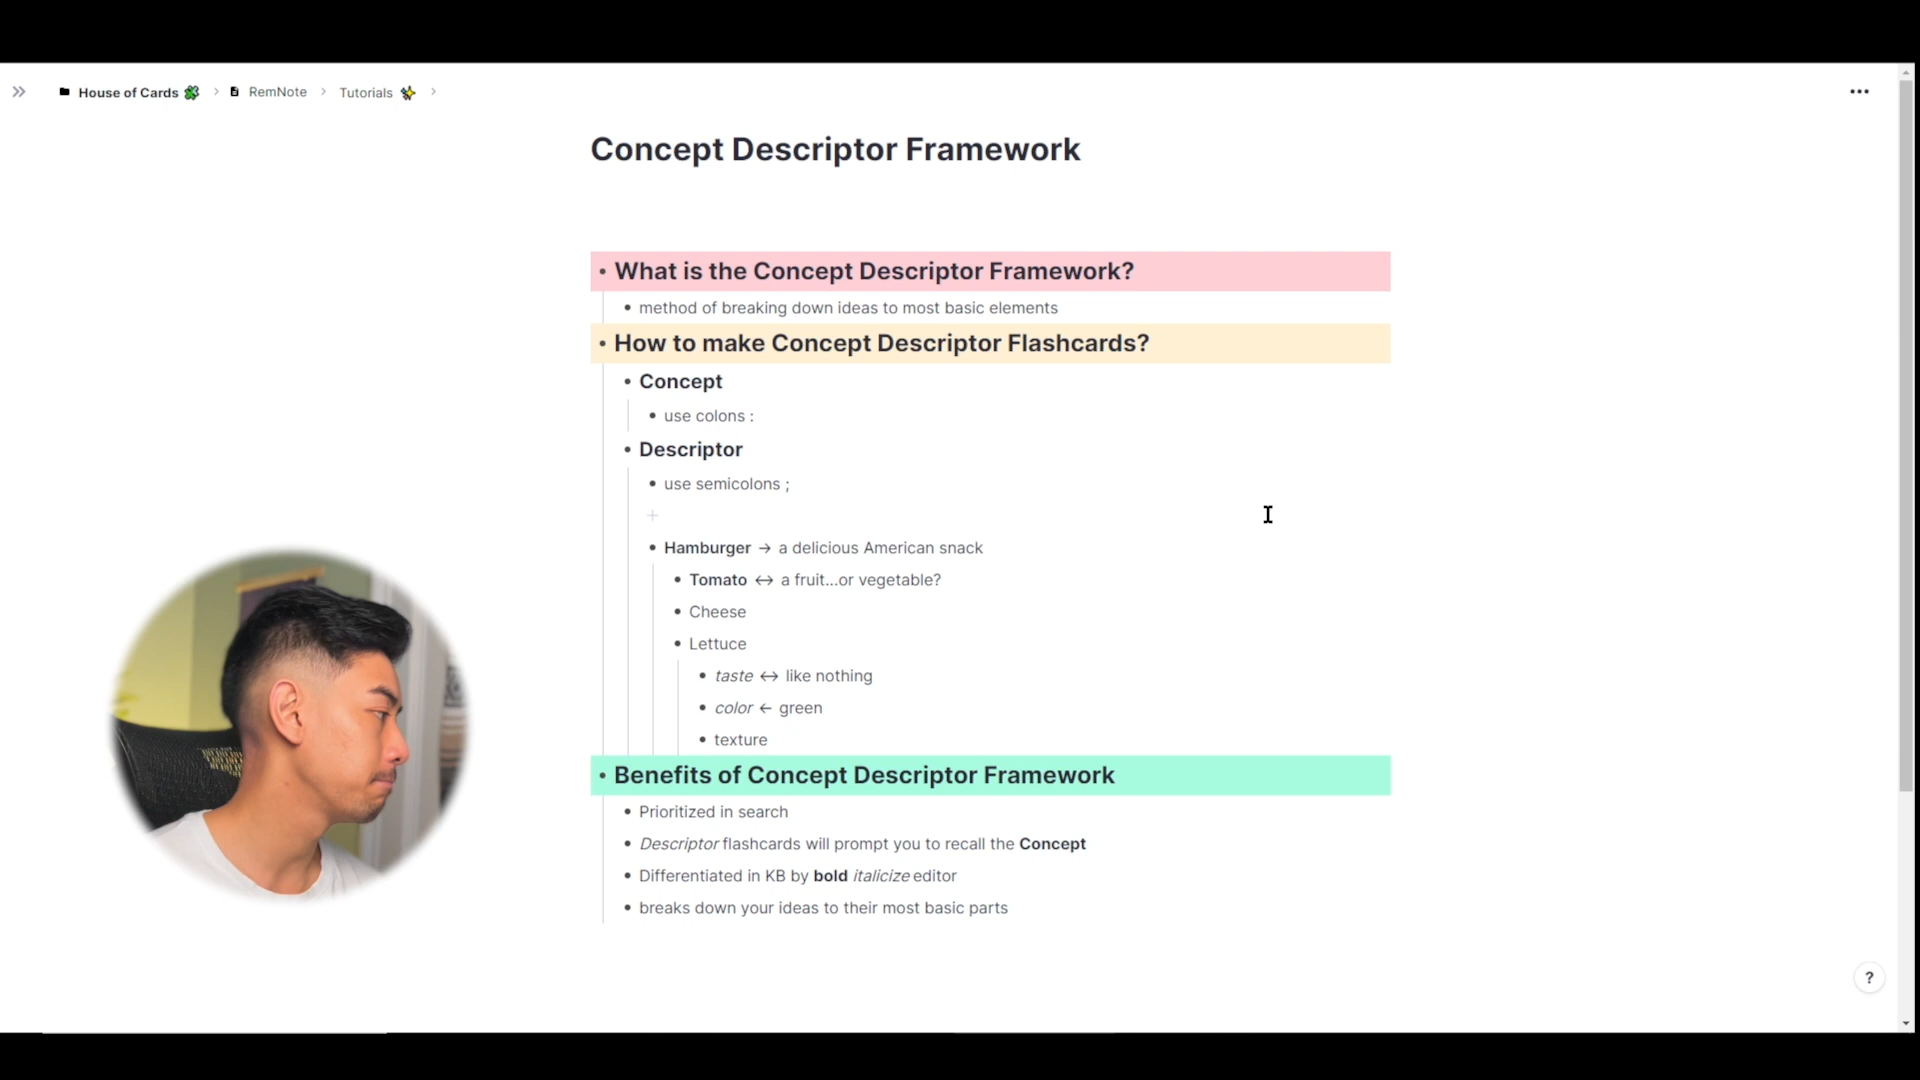 House of Cards > RemNote > Tutorials >
Concept Descriptor Framework
• What is the Concept Descriptor Framework?
• method of breaking down ideas to most basic elements
• How to make Concept Descriptor Flashcards?
• Concept
• use colons :
• Descriptor
• use semicolons ;
• Hamburger → a delicious American snack
• Tomato ↔ a fruit...or vegetable?
• Cheese
• Lettuce
• taste ↔ like nothing
• color ← green
• texture
• Benefits of Concept Descriptor Framework
• Prioritized in search
• Descriptor flashcards will prompt you to recall the Concept
• Differentiated in KB by bold italicize editor
• breaks down your ideas to their most basic parts
?